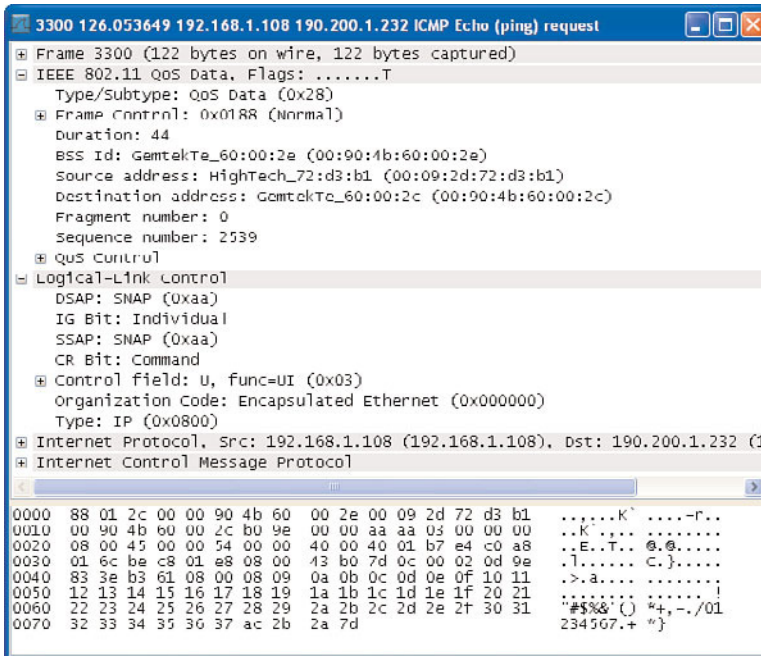 3300 126.053649 192.168.1.108 190.200.1.232 ICMP Echo (ping) request
Frame 3300 (122 bytes on wire, 122 bytes captured)
IEEE 802.11 QoS Data, Flags: .......T
Type/Subtype: QoS Data (0x28)
Frame Control: 0x0188 (Normal)
Duration: 44
BSS Id: GemtekTe_60:00:2e (00:90:4b:60:00:2e)
Source address: HighTech_72:d3:b1 (00:09:2d:72:d3:b1)
Destination address: GemtekTe_60:00:2c (00:90:4b:60:00:2c)
Fragment number: 0
Sequence number: 2539
QoS Control
Logical-Link Control
DSAP: SNAP (0xaa)
IG Bit: Individual
SSAP: SNAP (0xaa)
CR Bit: Command
Control field: U, func=UI (0x03)
Organization Code: Encapsulated Ethernet (0x000000)
Type: IP (0x0800)
Internet Protocol, Src: 192.168.1.108 (192.168.1.108), Dst: 190.200.1.232 (1
Internet Control Message Protocol
0000 88 01 2c 00 00 90 4b 60 00 2e 00 09 2d 72 d3 b1 ..,...K` ....-r..
0010 00 90 4b 60 00 2c b0 9e 00 00 aa aa 03 00 00 00 ..K`.,.. ........
0020 08 00 45 00 00 54 00 00 40 00 40 01 b7 e4 c0 a8 ..E..T.. @.@.....
0030 01 6c be c8 01 e8 08 00 43 b0 7d 0c 00 02 0d 9e .l...... C.}.....
0040 83 3e b3 61 08 00 08 09 0a 0b 0c 0d 0e 0f 10 11 .>.a.... ........
0050 12 13 14 15 16 17 18 19 1a 1b 1c 1d 1e 1f 20 21 ........ ...... !
0060 22 23 24 25 26 27 28 29 2a 2b 2c 2d 2e 2f 30 31 "#$%&'() *+,-./01
0070 32 33 34 35 36 37 ac 2b 2a 7d 234567.+ *}